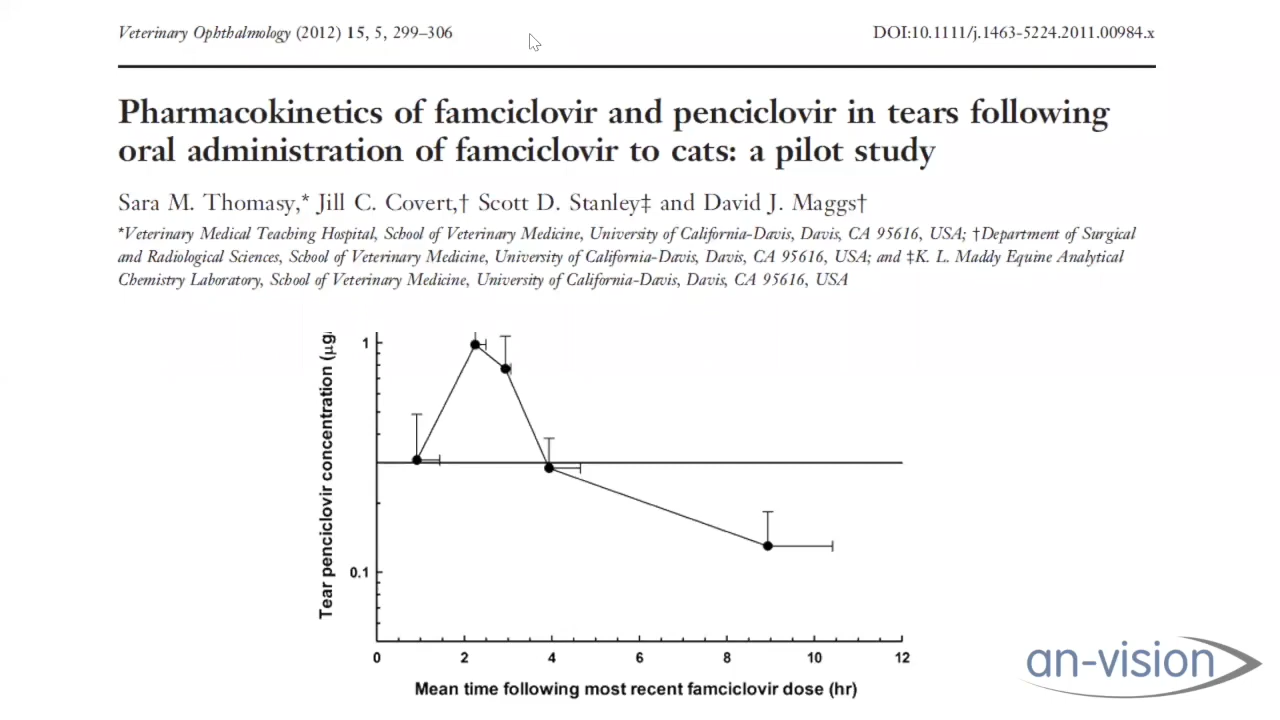 Veterinary Ophthalmology (2012) 15, 5, 299–306
DOI:10.1111/j.1463-5224.2011.00984.x
Pharmacokinetics of famciclovir and penciclovir in tears following
oral administration of famciclovir to cats: a pilot study
Sara M. Thomasy,* Jill C. Covert,† Scott D. Stanley‡ and David J. Maggs†
*Veterinary Medical Teaching Hospital, School of Veterinary Medicine, University of California-Davis, Davis, CA 95616, USA; †Department of Surgical
and Radiological Sciences, School of Veterinary Medicine, University of California-Davis, Davis, CA 95616, USA; and ‡K. L. Maddy Equine Analytical
Chemistry Laboratory, School of Veterinary Medicine, University of California-Davis, Davis, CA 95616, USA
Tear penciclovir concentration (μg
1
0.1
0 2 4 6 8 10 12
Mean time following most recent famciclovir dose (hr)
an-vision